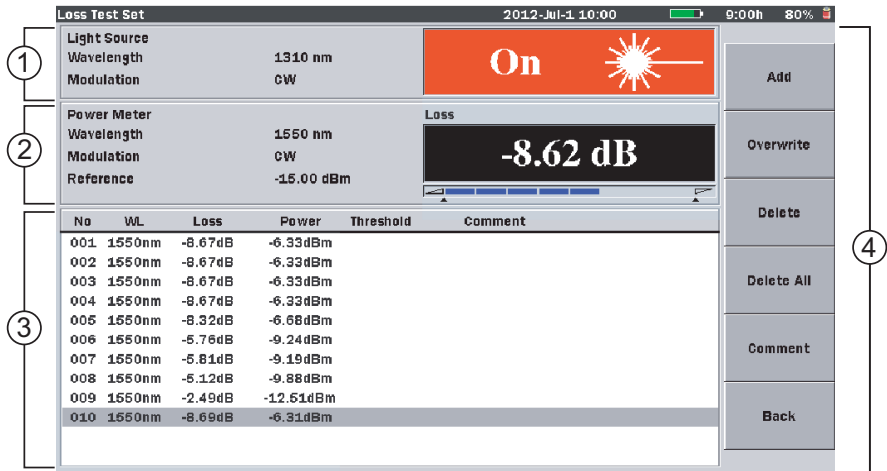 Loss Test Set 2012-Jul-1 10:00 9:00h 80%
1
Light Source
Wavelength 1310 nm
Modulation CW
On
2
Power Meter
Wavelength 1550 nm
Modulation CW
Reference -15.00 dBm
Loss
-8.62 dB
3
No WL Loss Power Threshold Comment
001 1550nm -8.67dB -6.33dBm
002 1550nm -8.67dB -6.33dBm
003 1550nm -8.67dB -6.33dBm
004 1550nm -8.67dB -6.33dBm
005 1550nm -8.32dB -6.68dBm
006 1550nm -5.76dB -9.24dBm
007 1550nm -5.81dB -9.19dBm
008 1550nm -5.12dB -9.88dBm
009 1550nm -2.49dB -12.51dBm
010 1550nm -8.69dB -6.31dBm
4
Add
Overwrite
Delete
Delete All
Comment
Back